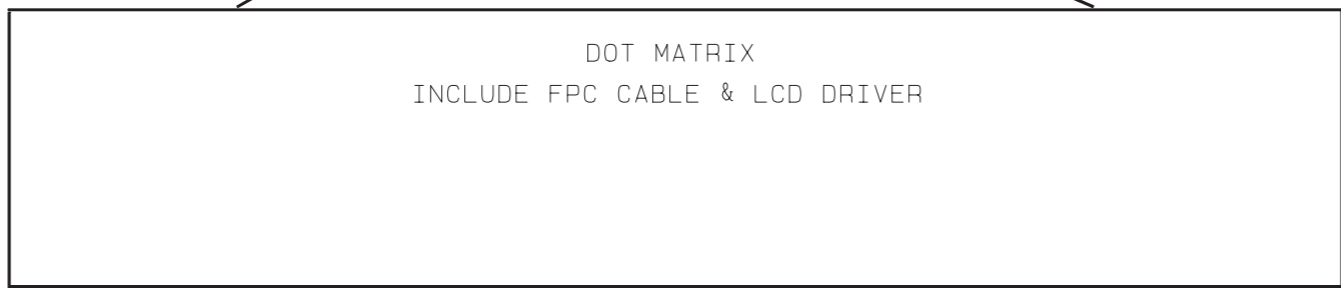 DOT MATRIX
INCLUDE FPC CABLE & LCD DRIVER